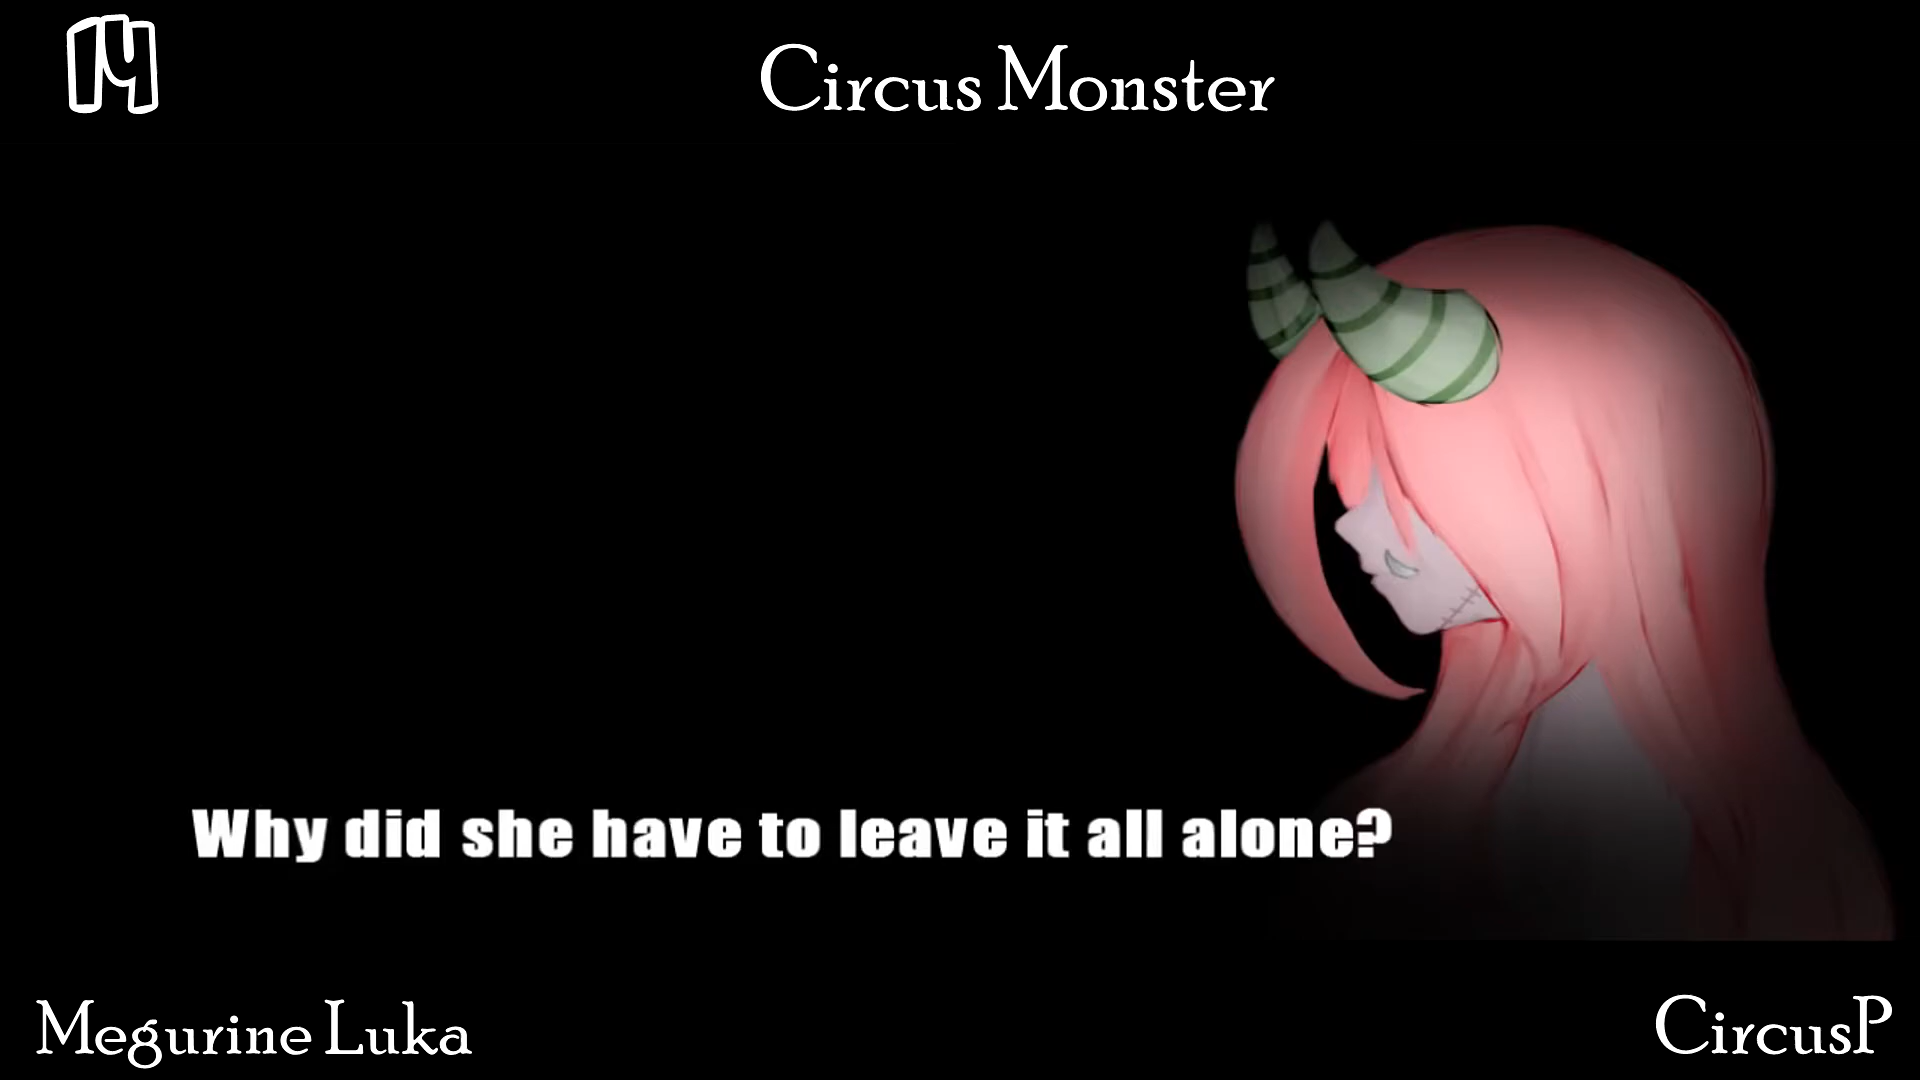 14
Circus Monster
Why did she have to leave it all alone?
Megurine Luka
CircusP